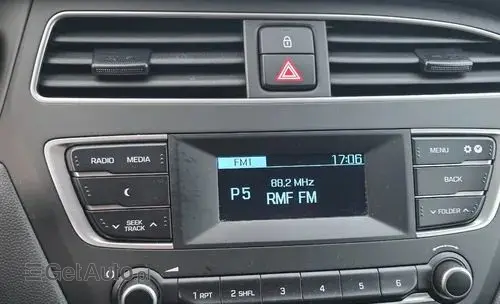 FM1 17:06
RADIO MEDIA
MENU
88.2 MHz
P 5
RMF FM
BACK
SEEK
TRACK
FOLDER
1 RPT 2 SHFL 3 4 5 6
GetAuto.pl